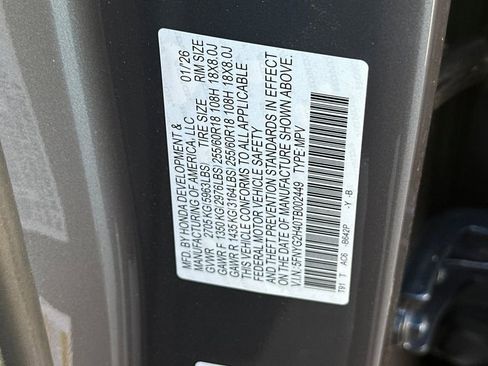 MFD. BY HONDA DEVELOPMENT & 01/26
MANUFACTURING OF AMERICA, LLC
TIRE SIZE RIM SIZE
GVWR 2705KG(5963LBS)
GAWR F 1350KG(2976LBS)255/60R18 108H 18X8.0J
GAWR R 1435KG(3164LBS)255/60R18 108H 18X8.0J
THIS VEHICLE CONFORMS TO ALL APPLICABLE
FEDERAL MOTOR VEHICLE SAFETY
AND THEFT PREVENTION STANDARDS IN EFFECT
ON THE DATE OF MANUFACTURE SHOWN ABOVE.
V.I.N.: 5FNYG2H40TB002449 TYPE:MPV
T91 T AC6 -B642P -Y -B